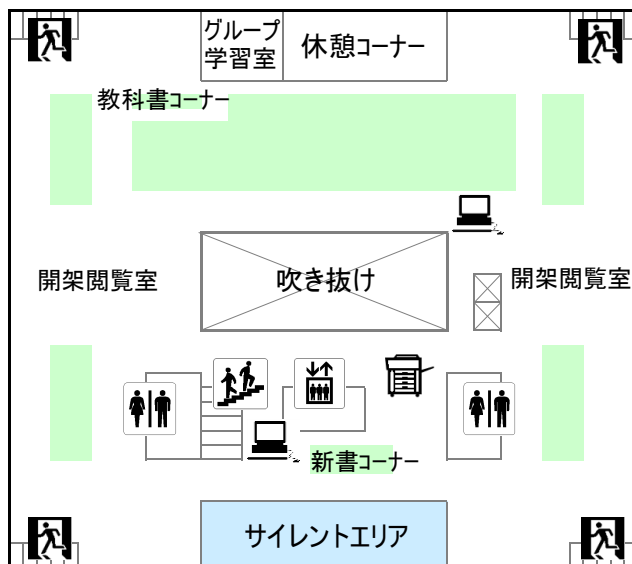 グループ
学習室
休憩コーナー
教科書コーナー
開架閲覧室
吹き抜け
開架閲覧室
新書コーナー
サイレントエリア